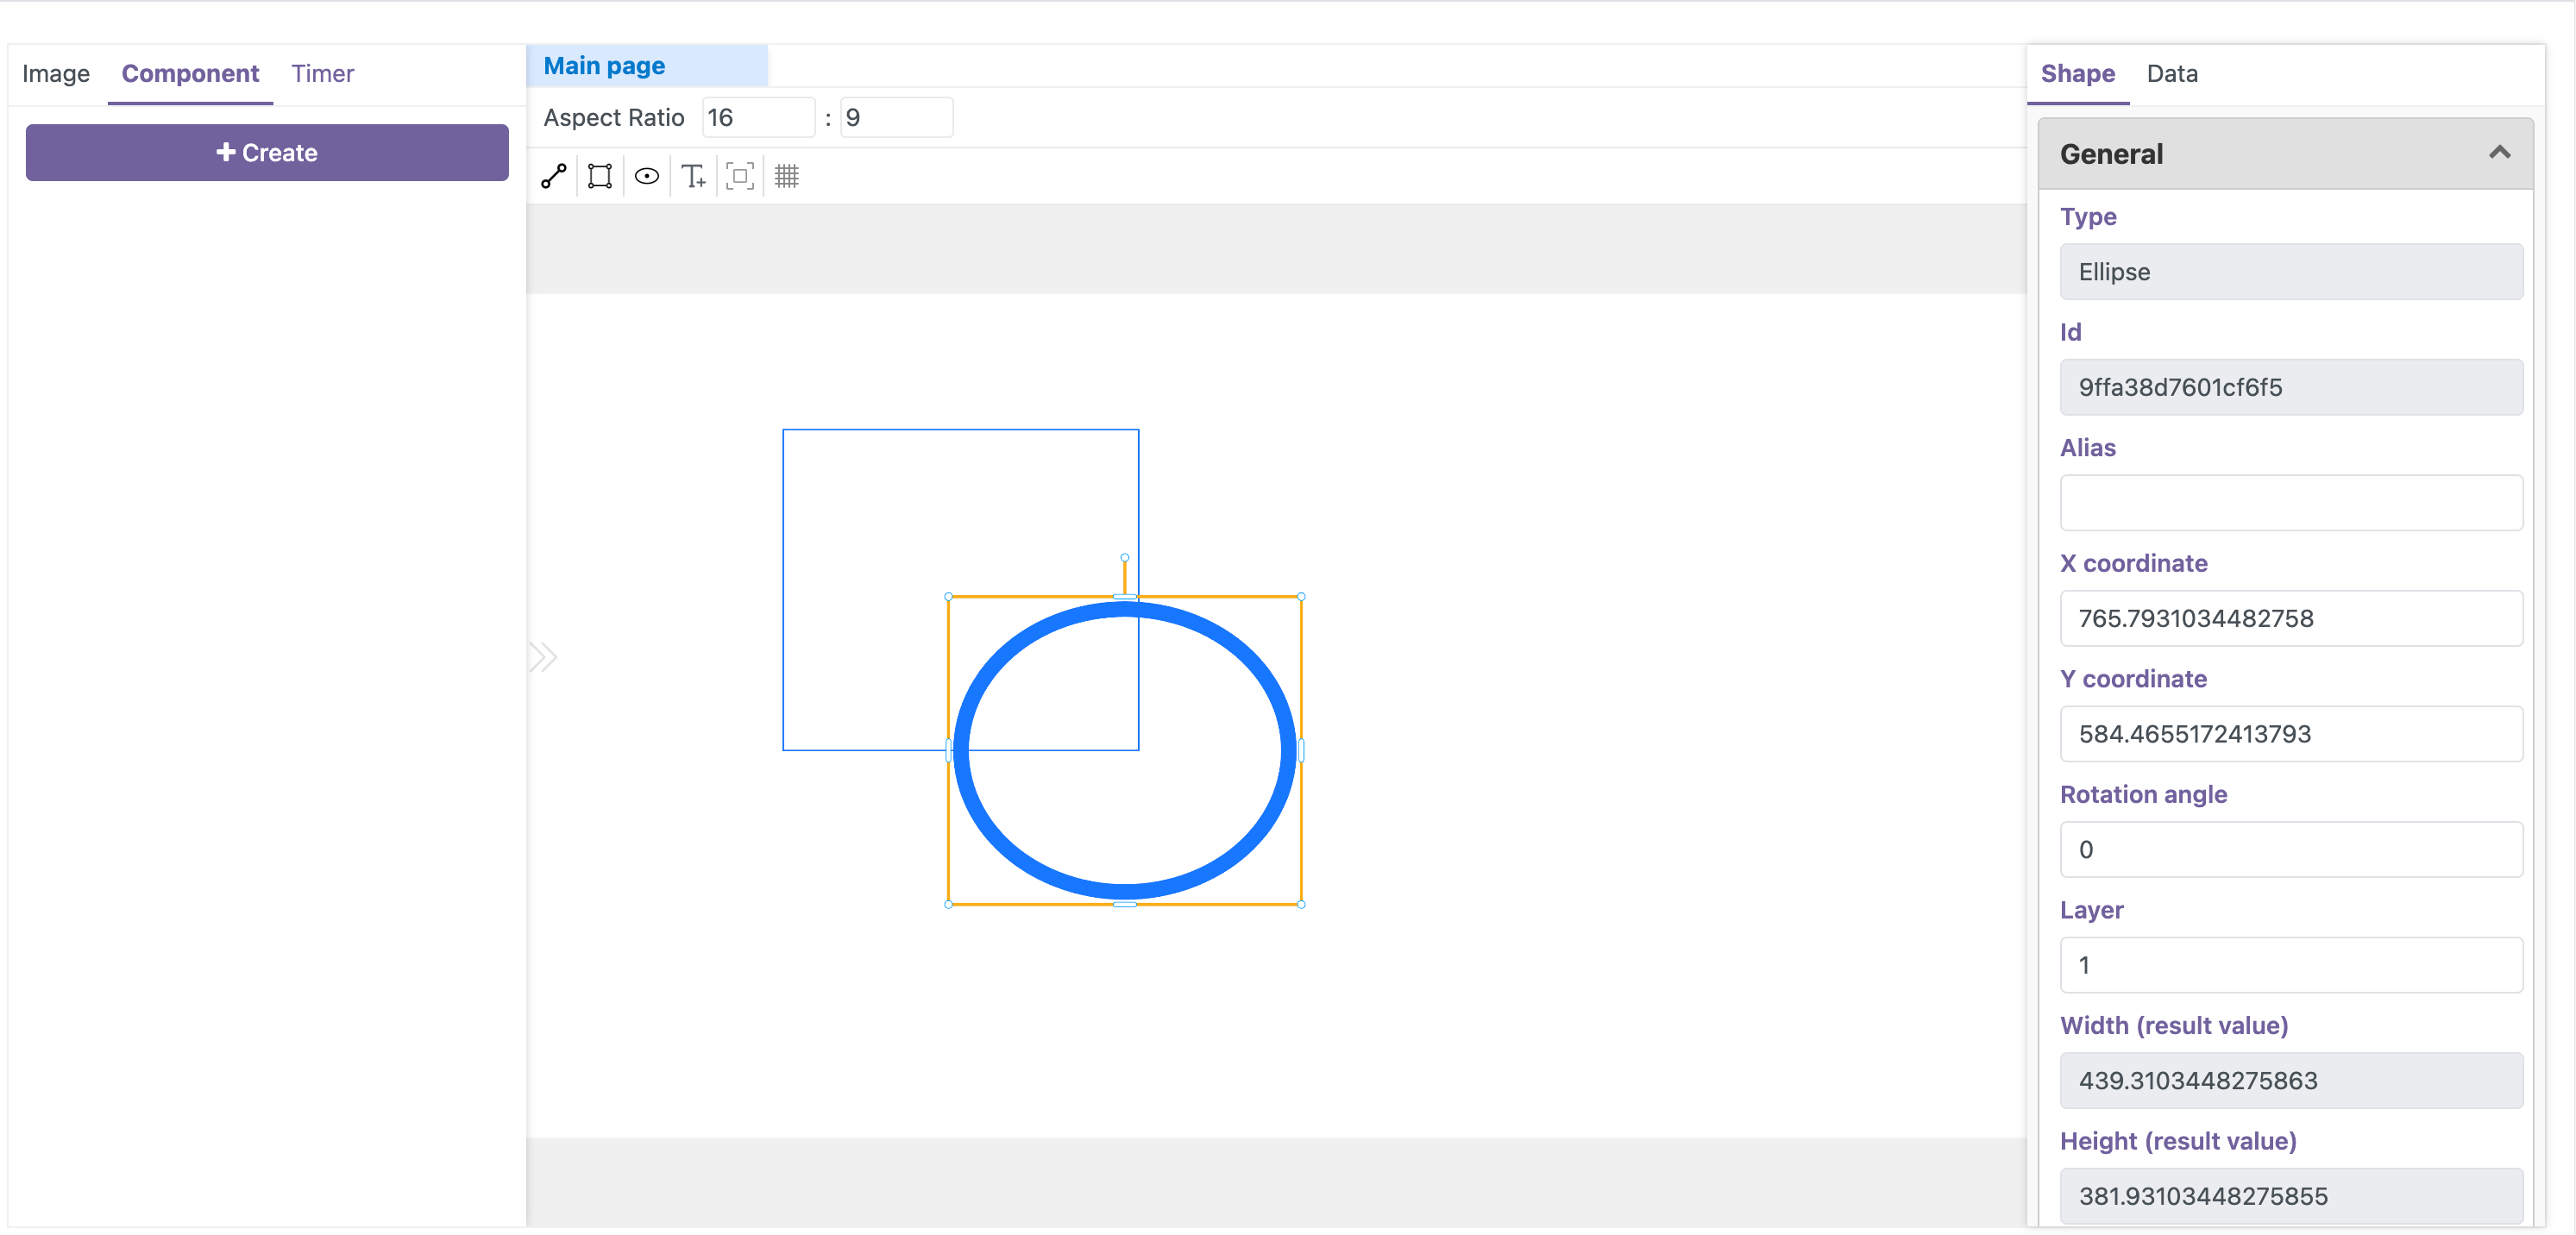 Image Component Timer
+ Create
Main page
Aspect Ratio 16 : 9
T+
Shape Data
General
Type
Ellipse
Id
9ffa38d7601cf6f5
Alias
X coordinate
765.7931034482758
Y coordinate
584.4655172413793
Rotation angle
0
Layer
1
Width (result value)
439.3103448275863
Height (result value)
381.93103448275855